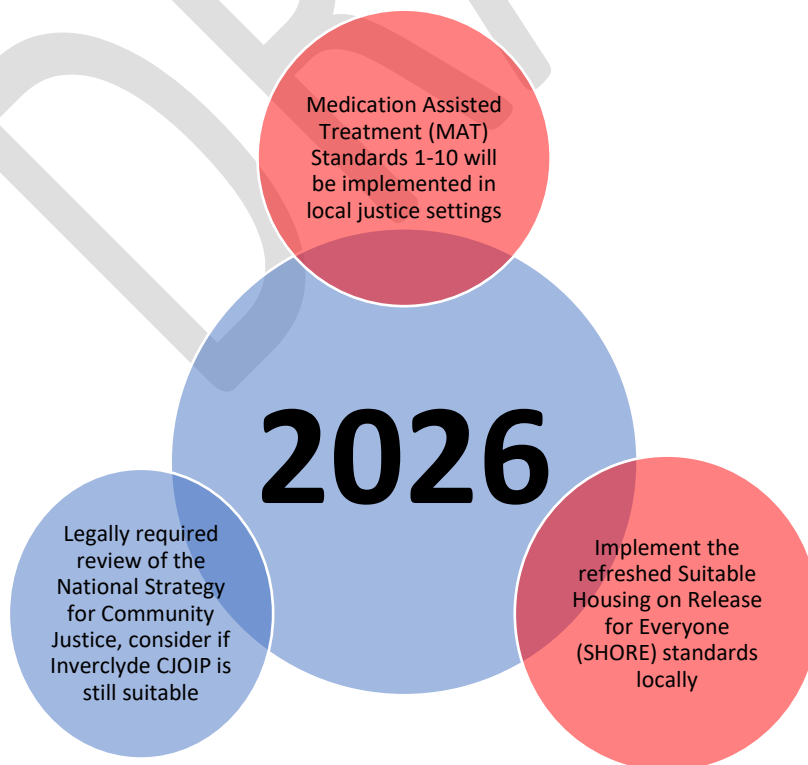 Medication Assisted
Treatment (MAT)
Standards 1-10 will
be implemented in
local justice settings
2026
Legally required
review of the
National Strategy
for Community
Justice, consider if
Inverclyde CJOIP is
still suitable
Implement the
refreshed Suitable
Housing on Release
for Everyone
(SHORE) standards
locally